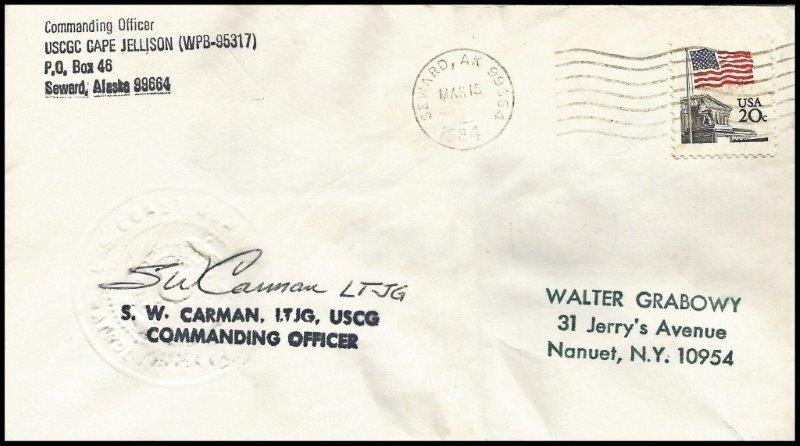 Commanding Officer
USCGC CAPE JELLISON (WPB-95317)
P.O. Box 46
Seward, Alaska 99664
SEWARD, AK 99664
MAR 15
1984
USA
20c
U.S. COAST
SW Carman LTJG
S. W. CARMAN, LTJG, USCG
COMMANDING OFFICER
WALTER GRABOWY
31 Jerry's Avenue
Nanuet, N.Y. 10954